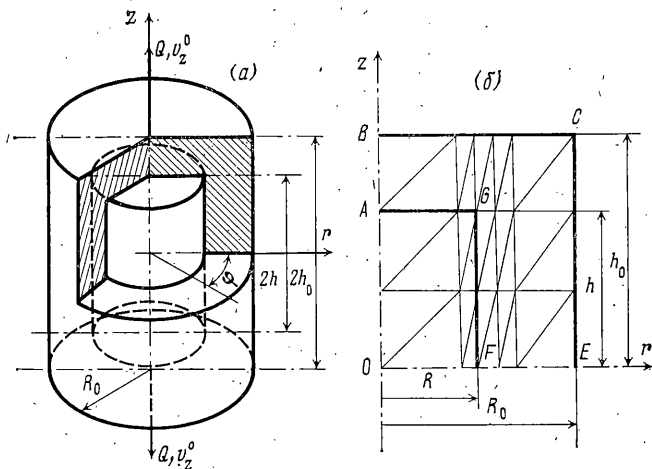 z
Q, v_z^0
(а)
r
φ
2h
2h_0
R_0
Q, v_z^0
z
(б)
B
C
A
G
h
h_0
O
F
E
r
R
R_0